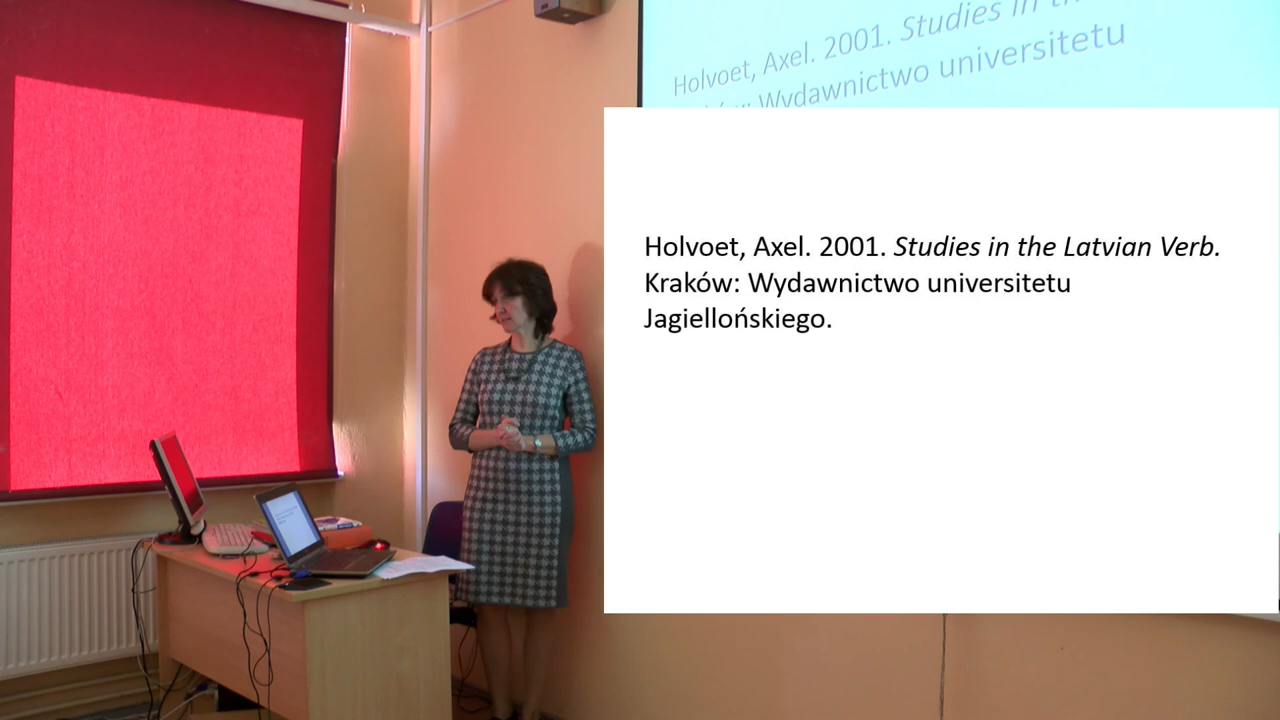 Holvoet, Axel. 2001. Studies in the
Wydawnictwo universitetu
Holvoet, Axel. 2001. Studies in the Latvian Verb.
Kraków: Wydawnictwo universitetu
Jagiellońskiego.